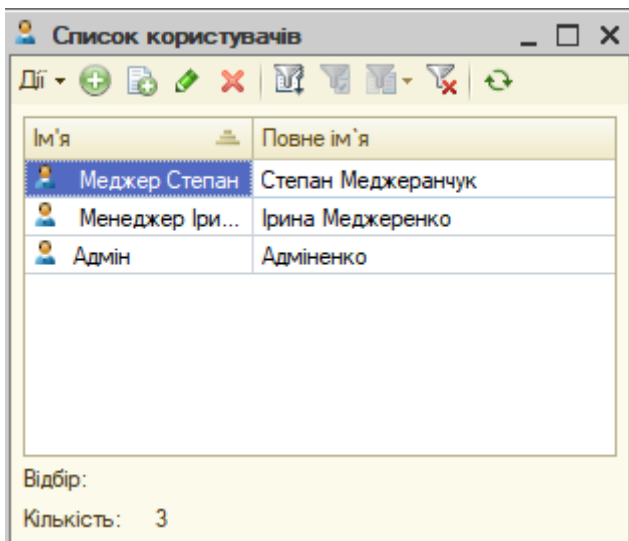 Список користувачів
Дії
Ім'я Повне ім`я
Меджер Степан Степан Меджеранчук
Менеджер Іри... Ірина Меджеренко
Адмін Адміненко
Відбір:
Кількість: 3